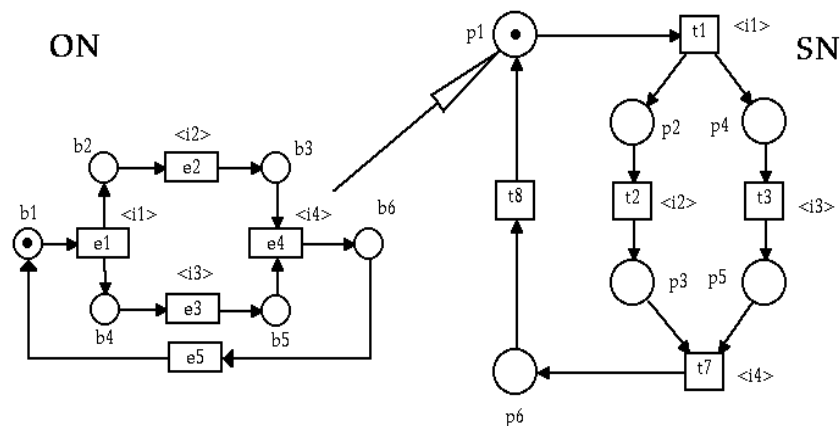 ON
SN
p1
t1
<i1>
p2
p4
<i2>
b2
b3
e2
t8
t2
<i2>
t3
<i3>
b1
<i1>
<i4>
b6
e1
e4
<i3>
p3
p5
e3
b4
b5
e5
t7
<i4>
p6